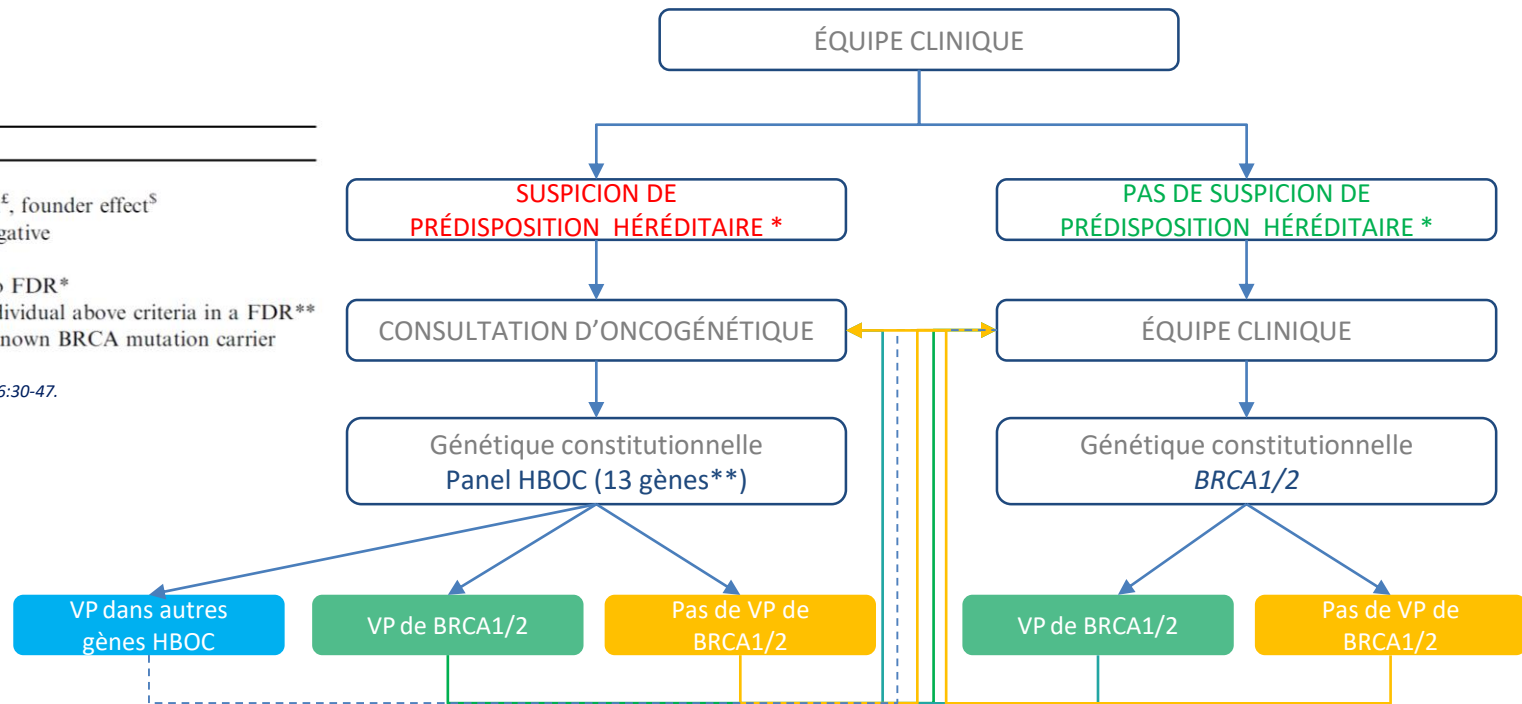 ÉQUIPE CLINIQUE
£, founder effect$
gative
FDR*
dividual above criteria in a FDR**
nown BRCA mutation carrier
6:30-47.
SUSPICION DE
PRÉDISPOSITION HÉRÉDITAIRE *
PAS DE SUSPICION DE
PRÉDISPOSITION HÉRÉDITAIRE *
CONSULTATION D'ONCOGÉNÉTIQUE
ÉQUIPE CLINIQUE
Génétique constitutionnelle
Panel HBOC (13 gènes**)
Génétique constitutionnelle
BRCA1/2
VP dans autres
gènes HBOC
VP de BRCA1/2
Pas de VP de
BRCA1/2
VP de BRCA1/2
Pas de VP de
BRCA1/2